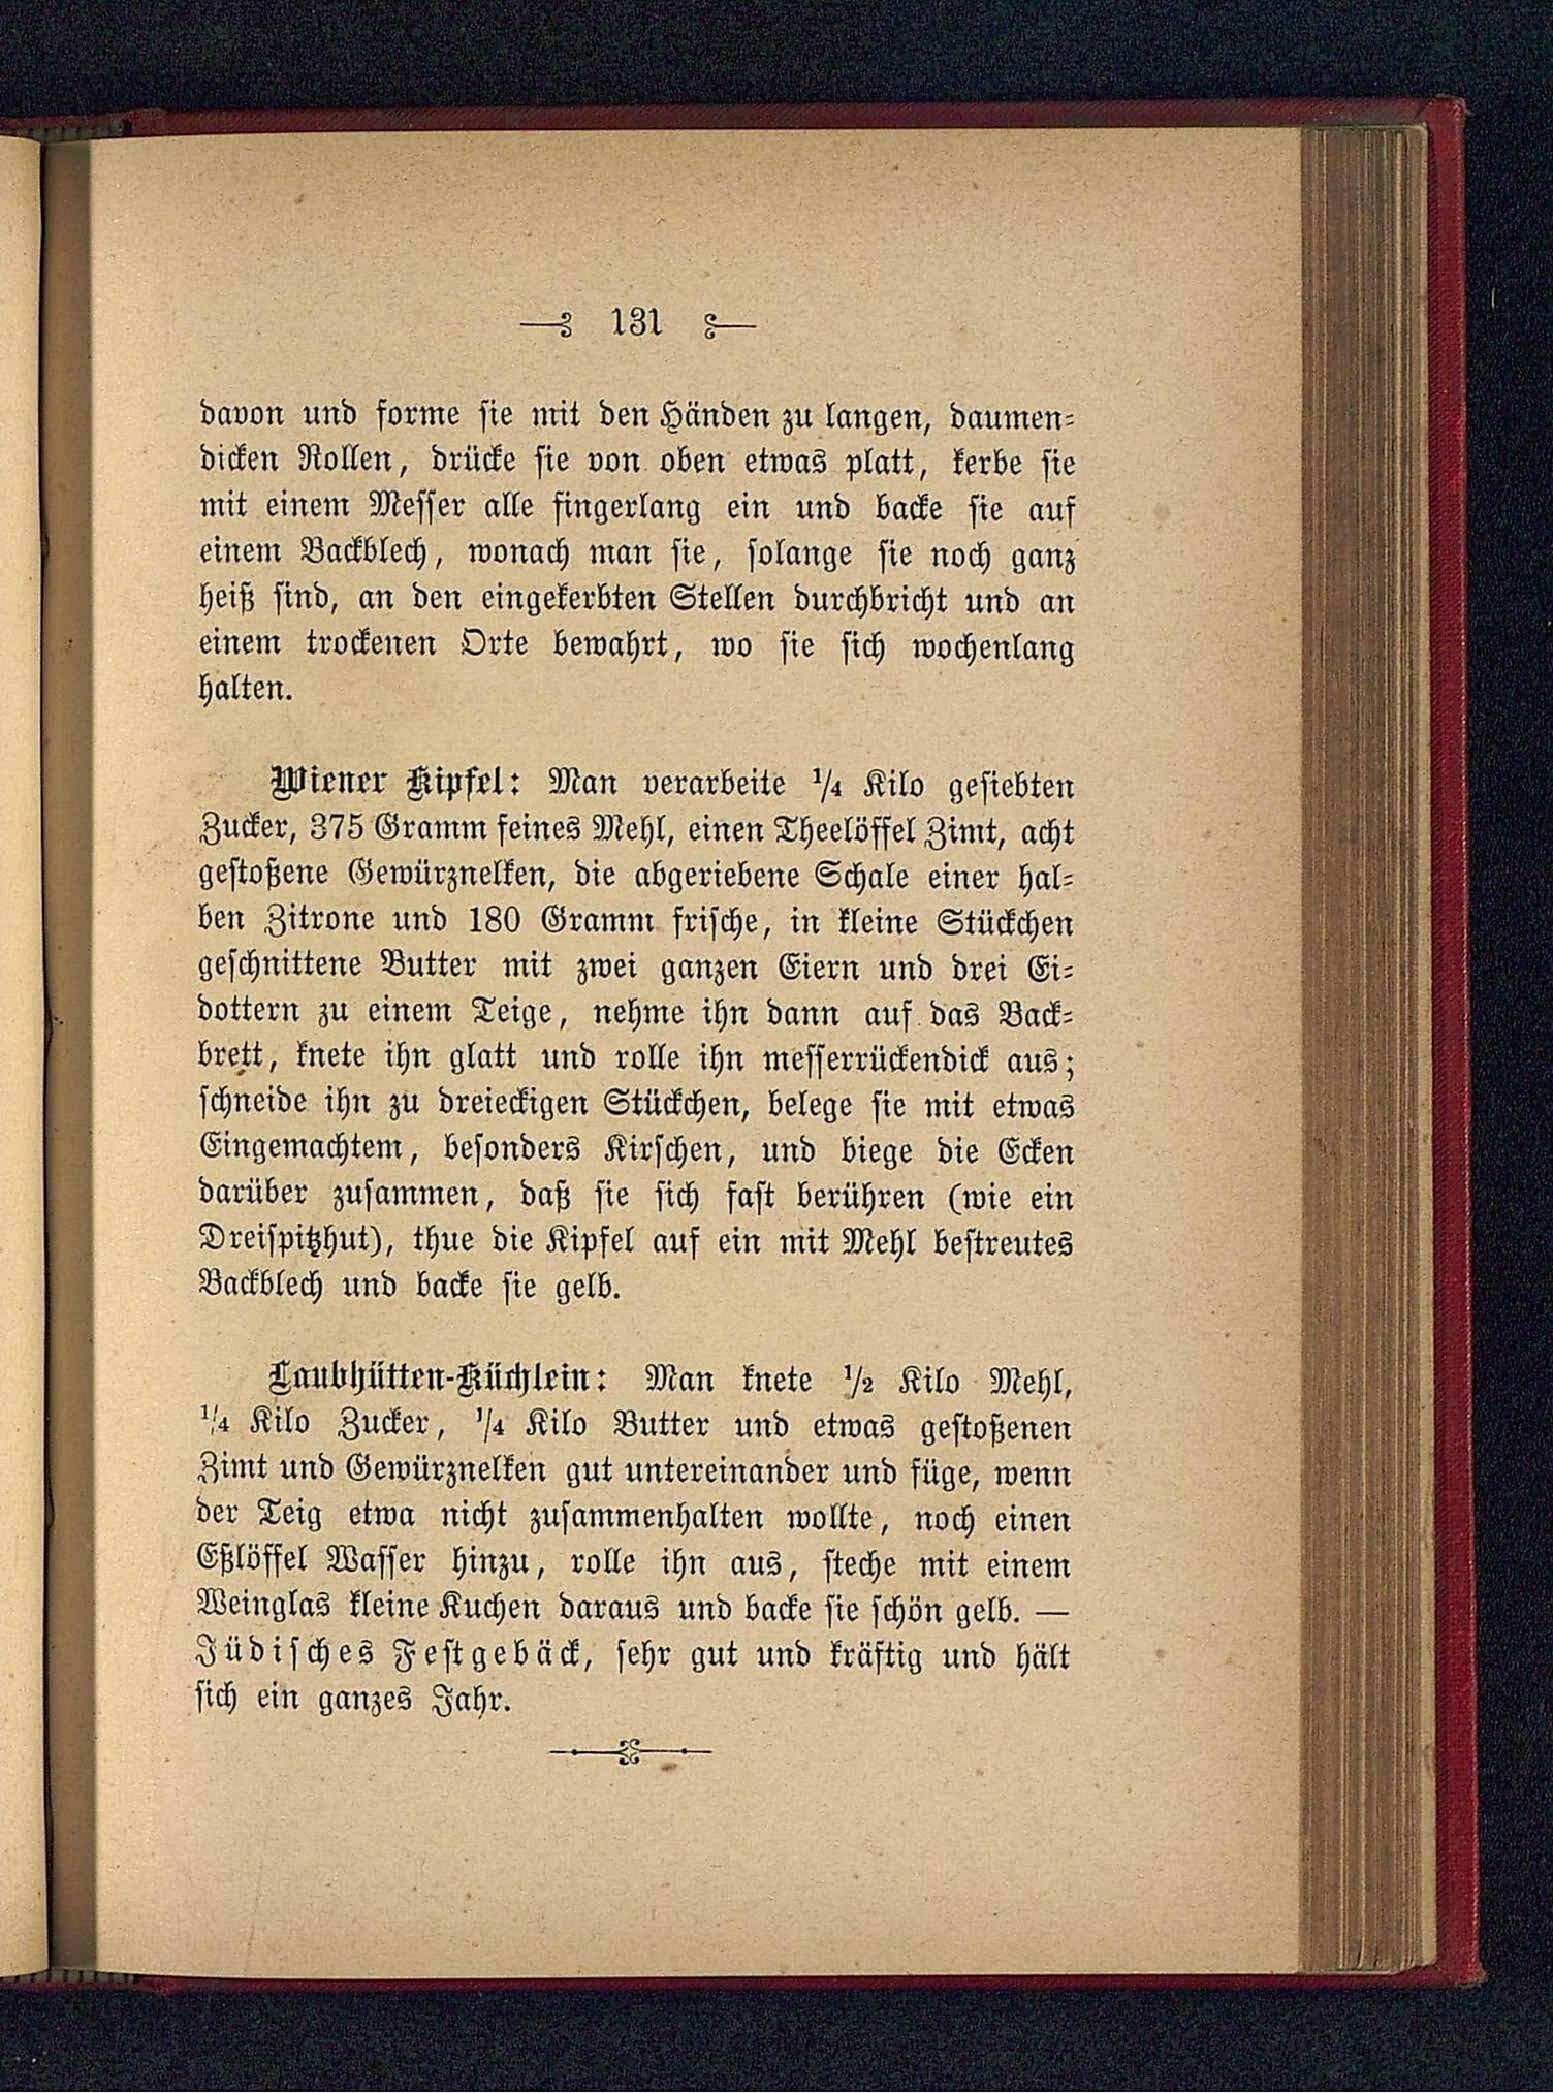 131
davon und forme sie mit den Händen zu langen, daumen-
dicken Rollen, drücke sie von oben etwas platt, kerbe sie
mit einem Messer alle fingerlang ein und backe sie auf
einem Backblech, wonach man sie, solange sie noch ganz
heiß sind, an den eingekerbten Stellen durchbricht und an
einem trockenen Orte bewahrt, wo sie sich wochenlang
halten.
Wiener Kipfel: Man verarbeite 1/4 Kilo gesiebten
Zucker, 375 Gramm feines Mehl, einen Theelöffel Zimt, acht
gestoßene Gewürznelken, die abgeriebene Schale einer hal-
ben Zitrone und 180 Gramm frische, in kleine Stückchen
geschnittene Butter mit zwei ganzen Eiern und drei Ei-
dottern zu einem Teige, nehme ihn dann auf das Back-
brett, knete ihn glatt und rolle ihn messerrückendick aus;
schneide ihn zu dreieckigen Stückchen, belege sie mit etwas
Eingemachtem, besonders Kirschen, und biege die Ecken
darüber zusammen, daß sie sich fast berühren (wie ein
Dreispitzhut), thue die Kipfel auf ein mit Mehl bestreutes
Backblech und backe sie gelb.
Laubhütten-Küchlein: Man knete 1/2 Kilo Mehl,
1/4 Kilo Zucker, 1/4 Kilo Butter und etwas gestoßenen
Zimt und Gewürznelken gut untereinander und füge, wenn
der Teig etwa nicht zusammenhalten wollte, noch einen
Eßlöffel Wasser hinzu, rolle ihn aus, steche mit einem
Weinglas kleine Kuchen daraus und backe sie schön gelb. —
Jüdisches Festgebäck, sehr gut und kräftig und hält
sich ein ganzes Jahr.